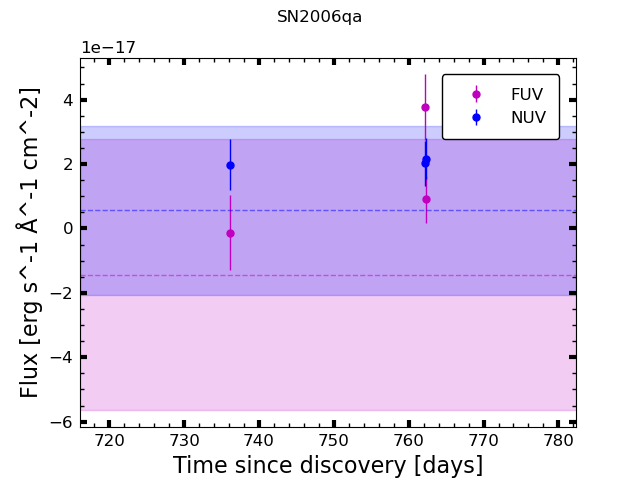 SN2006qa
1e−17
FUV
NUV
4
2
0
−2
−4
−6
Flux [erg s^-1 Å^-1 cm^-2]
720 730 740 750 760 770 780
Time since discovery [days]